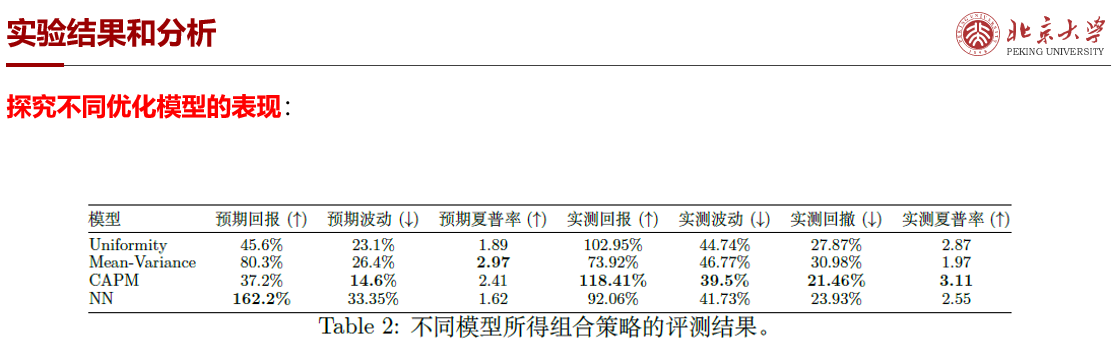 实验结果和分析
北京大学
PEKING UNIVERSITY
探究不同优化模型的表现：
模型 预期回报 (↑) 预期波动 (↓) 预期夏普率 (↑) 实测回报 (↑) 实测波动 (↓) 实测回撤 (↓) 实测夏普率 (↑)
Uniformity 45.6% 23.1% 1.89 102.95% 44.74% 27.87% 2.87
Mean-Variance 80.3% 26.4% 2.97 73.92% 46.77% 30.98% 1.97
CAPM 37.2% 14.6% 2.41 118.41% 39.5% 21.46% 3.11
NN 162.2% 33.35% 1.62 92.06% 41.73% 23.93% 2.55
Table 2: 不同模型所得组合策略的评测结果。